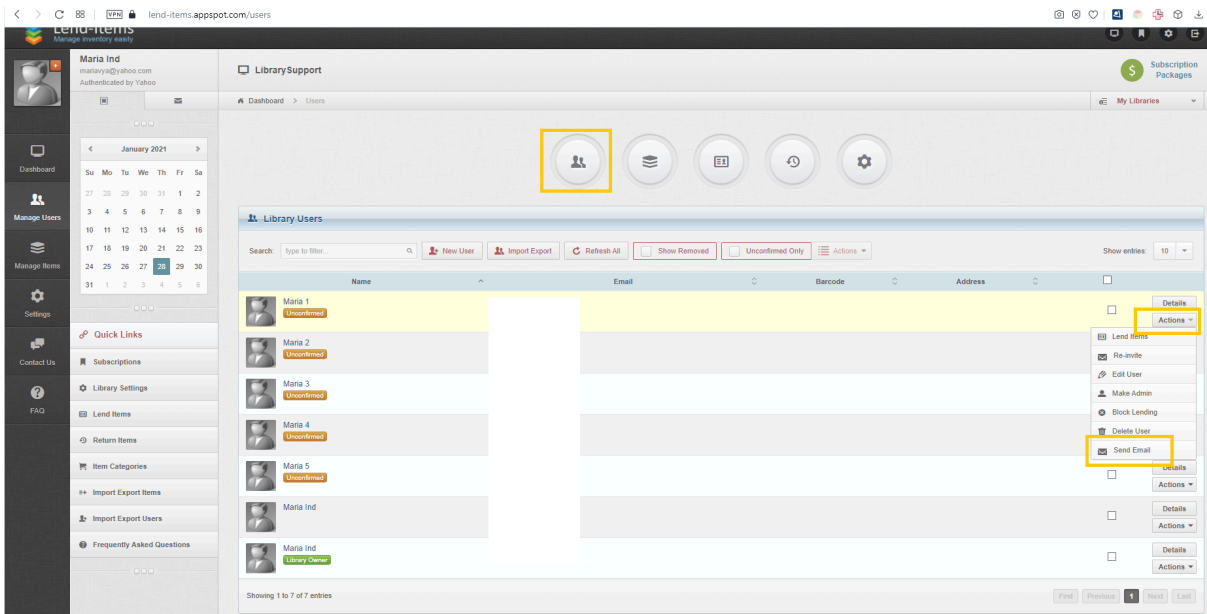 VPN lend-items.appspot.com/users
Lend-items
Manage inventory easily
Maria Ind
mariavya@yahoo.com
Authenticated by Yahoo
LibrarySupport
$ Subscription
Packages
Dashboard > Users
My Libraries
Dashboard
Manage Users
Manage Items
Settings
Contact Us
FAQ
January 2021
Su Mo Tu We Th Fr Sa
27 28 29 30 31 1 2
3 4 5 6 7 8 9
10 11 12 13 14 15 16
17 18 19 20 21 22 23
24 25 26 27 28 29 30
31 1 2 3 4 5 6
Quick Links
Subscriptions
Library Settings
Lend Items
Return Items
Item Categories
Import Export Items
Import Export Users
Frequently Asked Questions
Library Users
Search: type to filter... New User Import Export Refresh All Show Removed Unconfirmed Only Actions Show entries: 10
Name Email Barcode Address
Maria 1
Unconfirmed
Details
Actions
Maria 2
Unconfirmed
Maria 3
Unconfirmed
Maria 4
Unconfirmed
Lend Items
Re-invite
Edit User
Make Admin
Block Lending
Delete User
Send Email
Maria 5
Unconfirmed
Details
Actions
Maria Ind
Details
Actions
Maria Ind
Library Owner
Details
Actions
Showing 1 to 7 of 7 entries
First Previous 1 Next Last